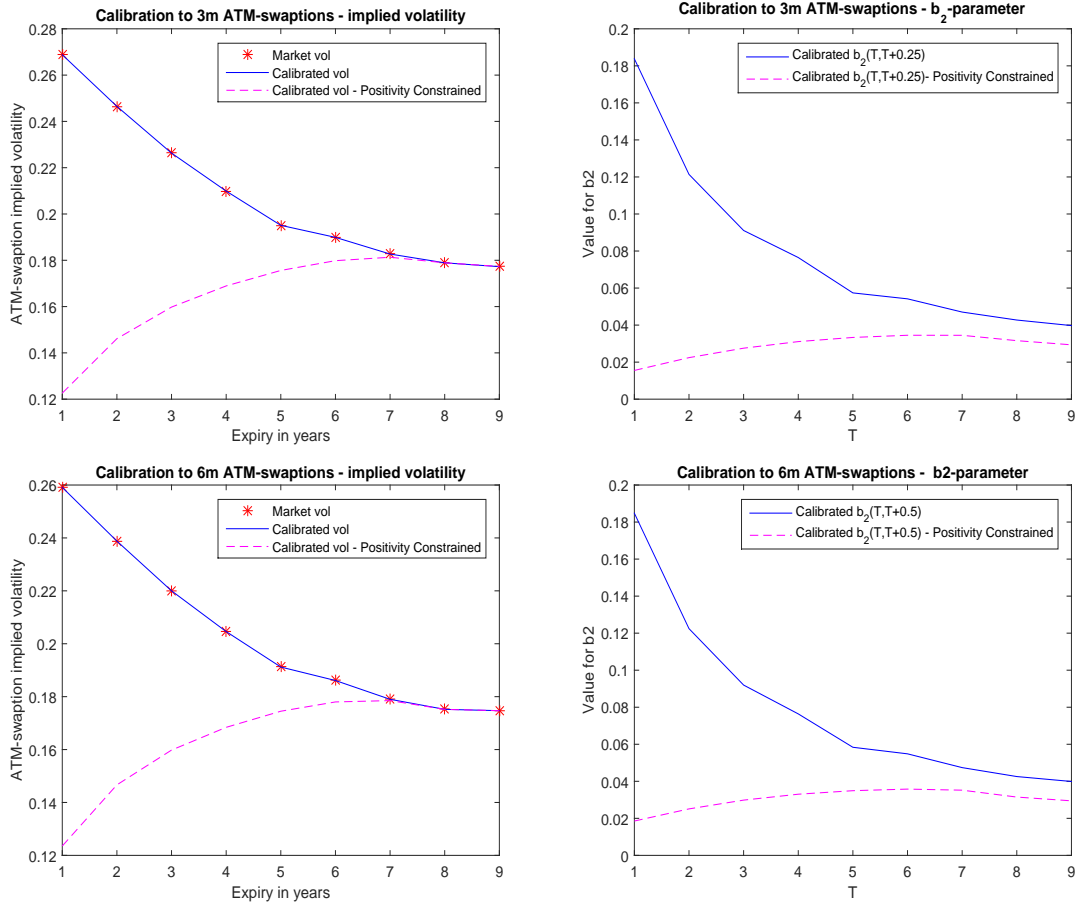 Calibration to 3m ATM-swaptions - implied volatility
0.28
0.26
0.24
0.22
0.2
0.18
0.16
0.14
0.12
ATM-swaption implied volatility
Market vol
Calibrated vol
Calibrated vol - Positivity Constrained
1 2 3 4 5 6 7 8 9
Expiry in years
Calibration to 3m ATM-swaptions - b2-parameter
0.2
0.18
0.16
0.14
0.12
0.1
0.08
0.06
0.04
0.02
0
Value for b2
Calibrated b2(T,T+0.25)
Calibrated b2(T,T+0.25)- Positivity Constrained
1 2 3 4 5 6 7 8 9
T
Calibration to 6m ATM-swaptions - implied volatility
0.26
0.24
0.22
0.2
0.18
0.16
0.14
0.12
ATM-swaption implied volatility
Market vol
Calibrated vol
Calibrated vol - Positivity Constrained
1 2 3 4 5 6 7 8 9
Expiry in years
Calibration to 6m ATM-swaptions - b2-parameter
0.2
0.18
0.16
0.14
0.12
0.1
0.08
0.06
0.04
0.02
0
Value for b2
Calibrated b2(T,T+0.5)
Calibrated b2(T,T+0.5) - Positivity Constrained
1 2 3 4 5 6 7 8 9
T